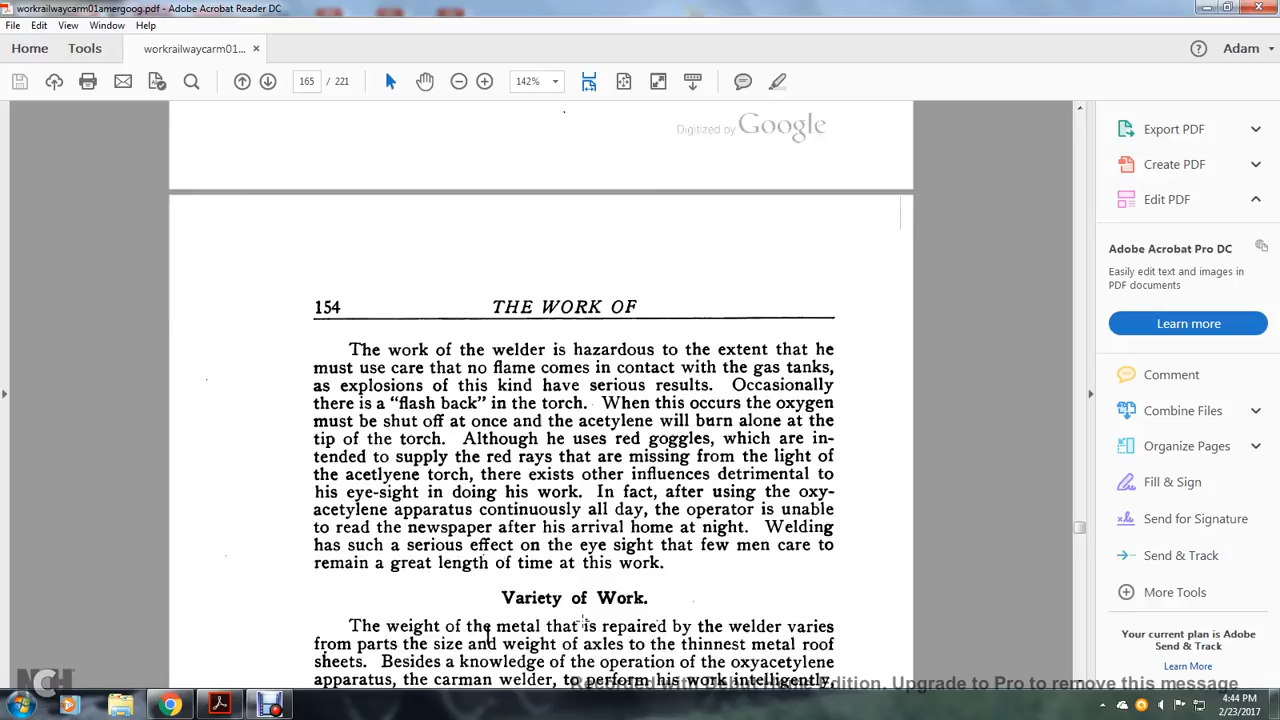 workrailwaycarm01amergoog.pdf - Adobe Acrobat Reader DC
File Edit View Window Help
Home Tools workrailwaycarm01... × Adam
165 / 221 142%
Digitized by Google
154 THE WORK OF
The work of the welder is hazardous to the extent that he
must use care that no flame comes in contact with the gas tanks,
as explosions of this kind have serious results. Occasionally
there is a “flash back” in the torch. When this occurs the oxygen
must be shut off at once and the acetylene will burn alone at the
tip of the torch. Although he uses red goggles, which are in-
tended to supply the red rays that are missing from the light of
the acetlyene torch, there exists other influences detrimental to
his eye-sight in doing his work. In fact, after using the oxy-
acetylene apparatus continuously all day, the operator is unable
to read the newspaper after his arrival home at night. Welding
has such a serious effect on the eye sight that few men care to
remain a great length of time at this work.
Variety of Work.
The weight of the metal that is repaired by the welder varies
from parts the size and weight of axles to the thinnest metal roof
sheets. Besides a knowledge of the operation of the oxyacetylene
apparatus, the carman welder, to perform his work intelligently,
Export PDF
Create PDF
Edit PDF
Adobe Acrobat Pro DC
Easily edit text and images in
PDF documents
Learn more
Comment
Combine Files
Organize Pages
Fill & Sign
Send for Signature
Send & Track
More Tools
Your current plan is Adobe
Send & Track
Learn More
NCH
Edition. Upgrade to Pro to remove this message
4:44 PM
2/23/2017